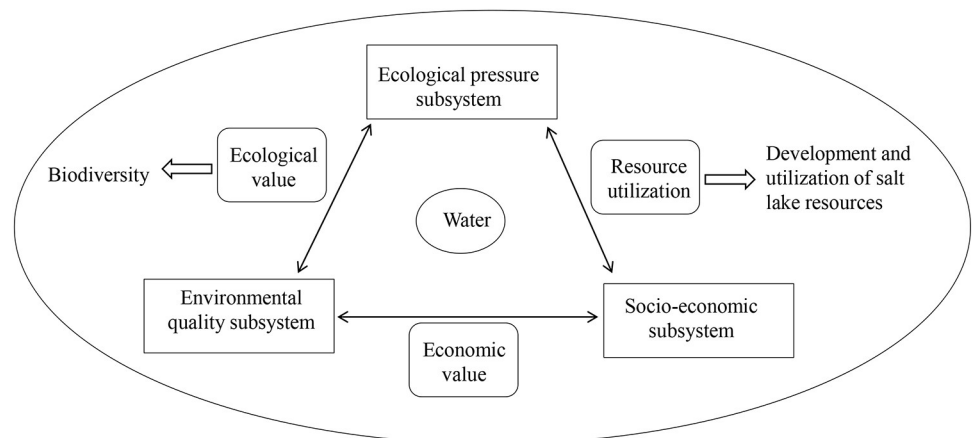 Ecological pressure
subsystem
Ecological
value
Biodiversity
Resource
utilization
Development and
utilization of salt
lake resources
Water
Environmental
quality subsystem
Socio-economic
subsystem
Economic
value